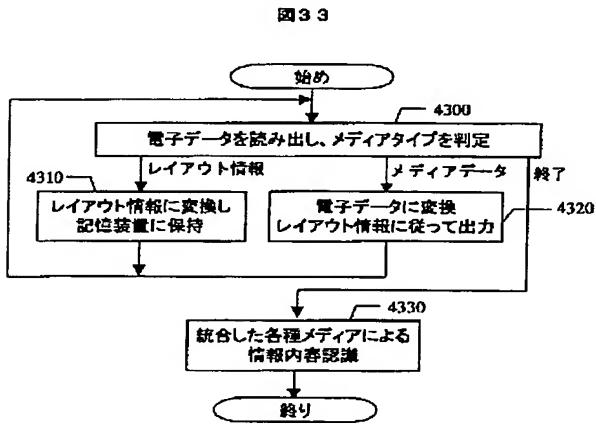 図33
始め
4300
電子データを読み出し、メディアタイプを判定
4310
レイアウト情報
メディアデータ
終了
レイアウト情報に変換し
記憶装置に保持
電子データに変換
レイアウト情報に従って出力
4320
4330
統合した各種メディアによる
情報内容認識
終り